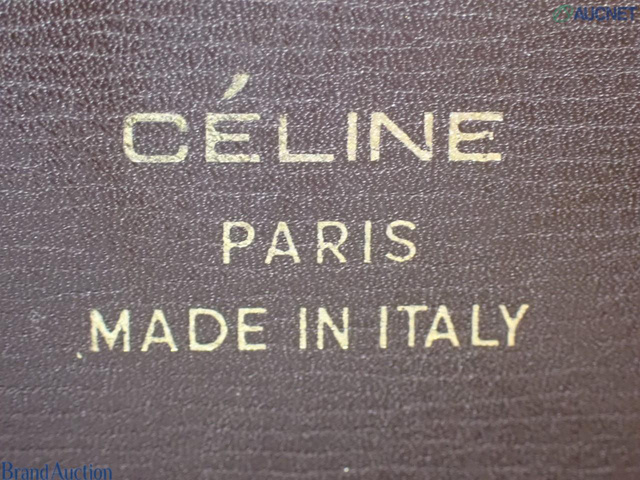 AUCNET
CÉLINE
PARIS
MADE IN ITALY
Brand Auction